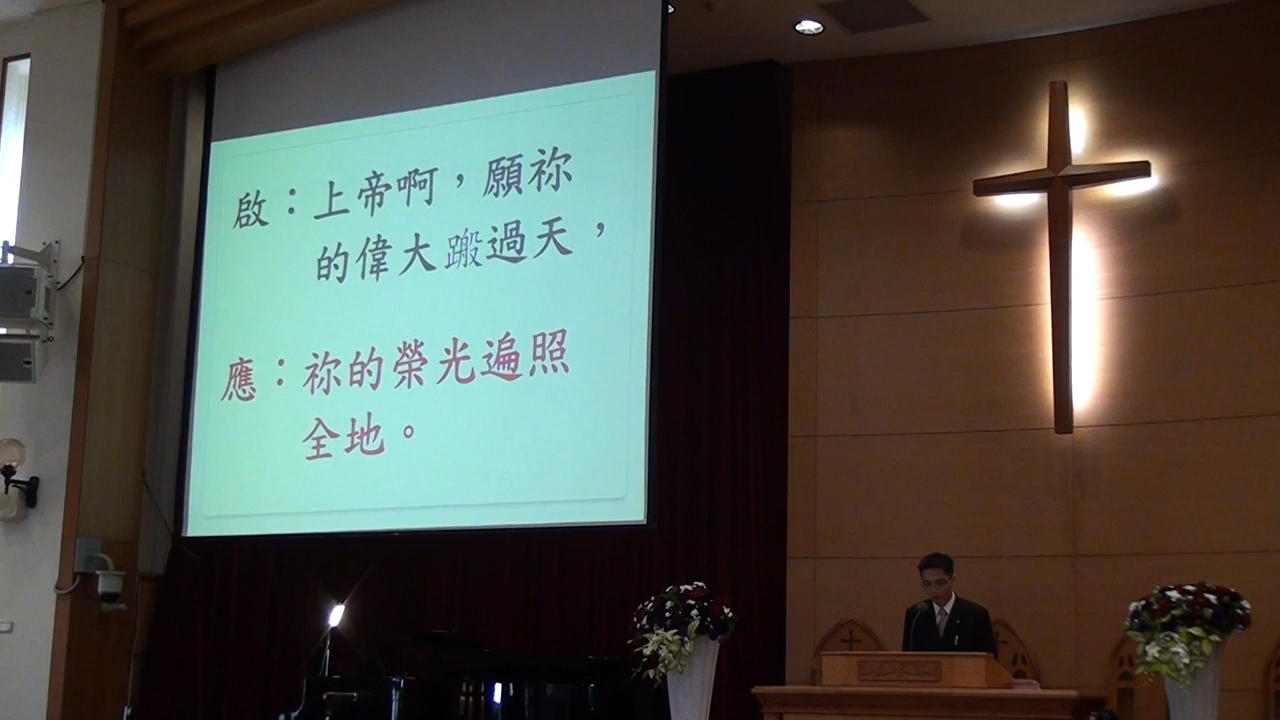 啟：上帝啊，願祢
的偉大蹳過天，
應：祢的榮光遍照
全地。